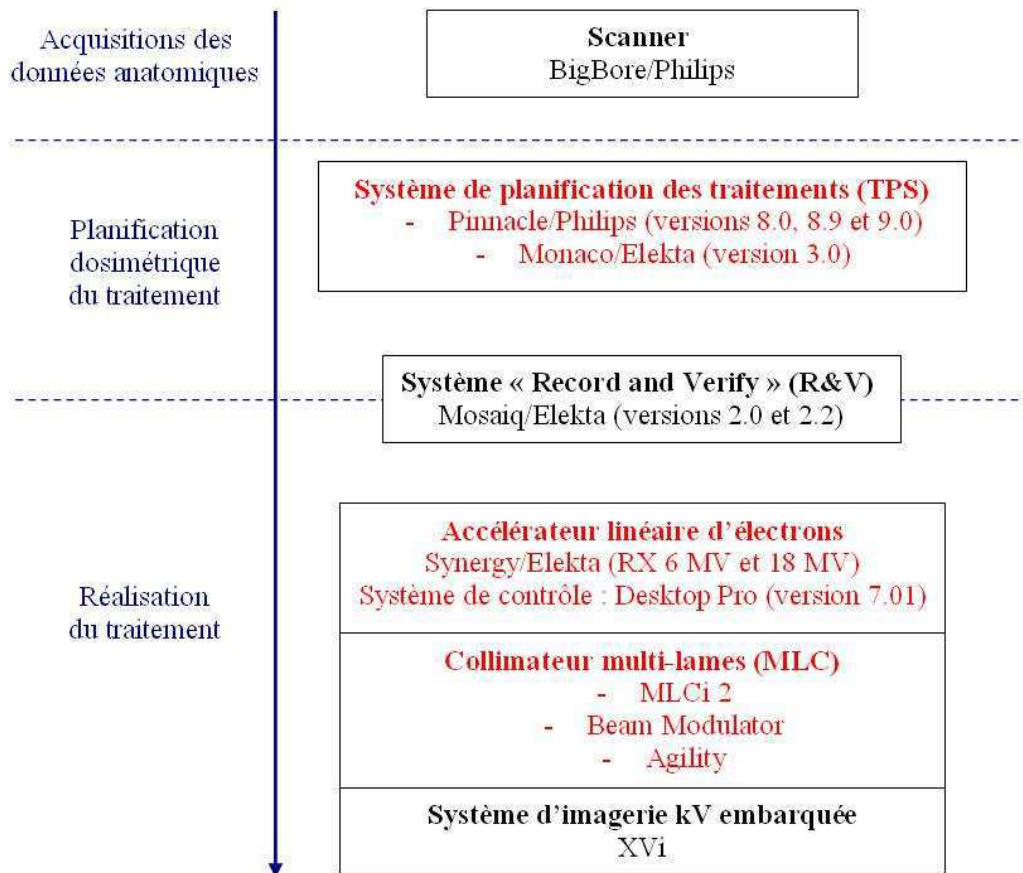 Acquisitions des
données anatomiques
Scanner
BigBore/Philips
Planification
dosimétrique
du traitement
Système de planification des traitements (TPS)
- Pinnacle/Philips (versions 8.0, 8.9 et 9.0)
- Monaco/Elekta (version 3.0)
Système « Record and Verify » (R&V)
Mosaiq/Elekta (versions 2.0 et 2.2)
Réalisation
du traitement
Accélérateur linéaire d’électrons
Synergy/Elekta (RX 6 MV et 18 MV)
Système de contrôle : Desktop Pro (version 7.01)
Collimateur multi-lames (MLC)
- MLCi 2
- Beam Modulator
- Agility
Système d’imagerie kV embarquée
XVi